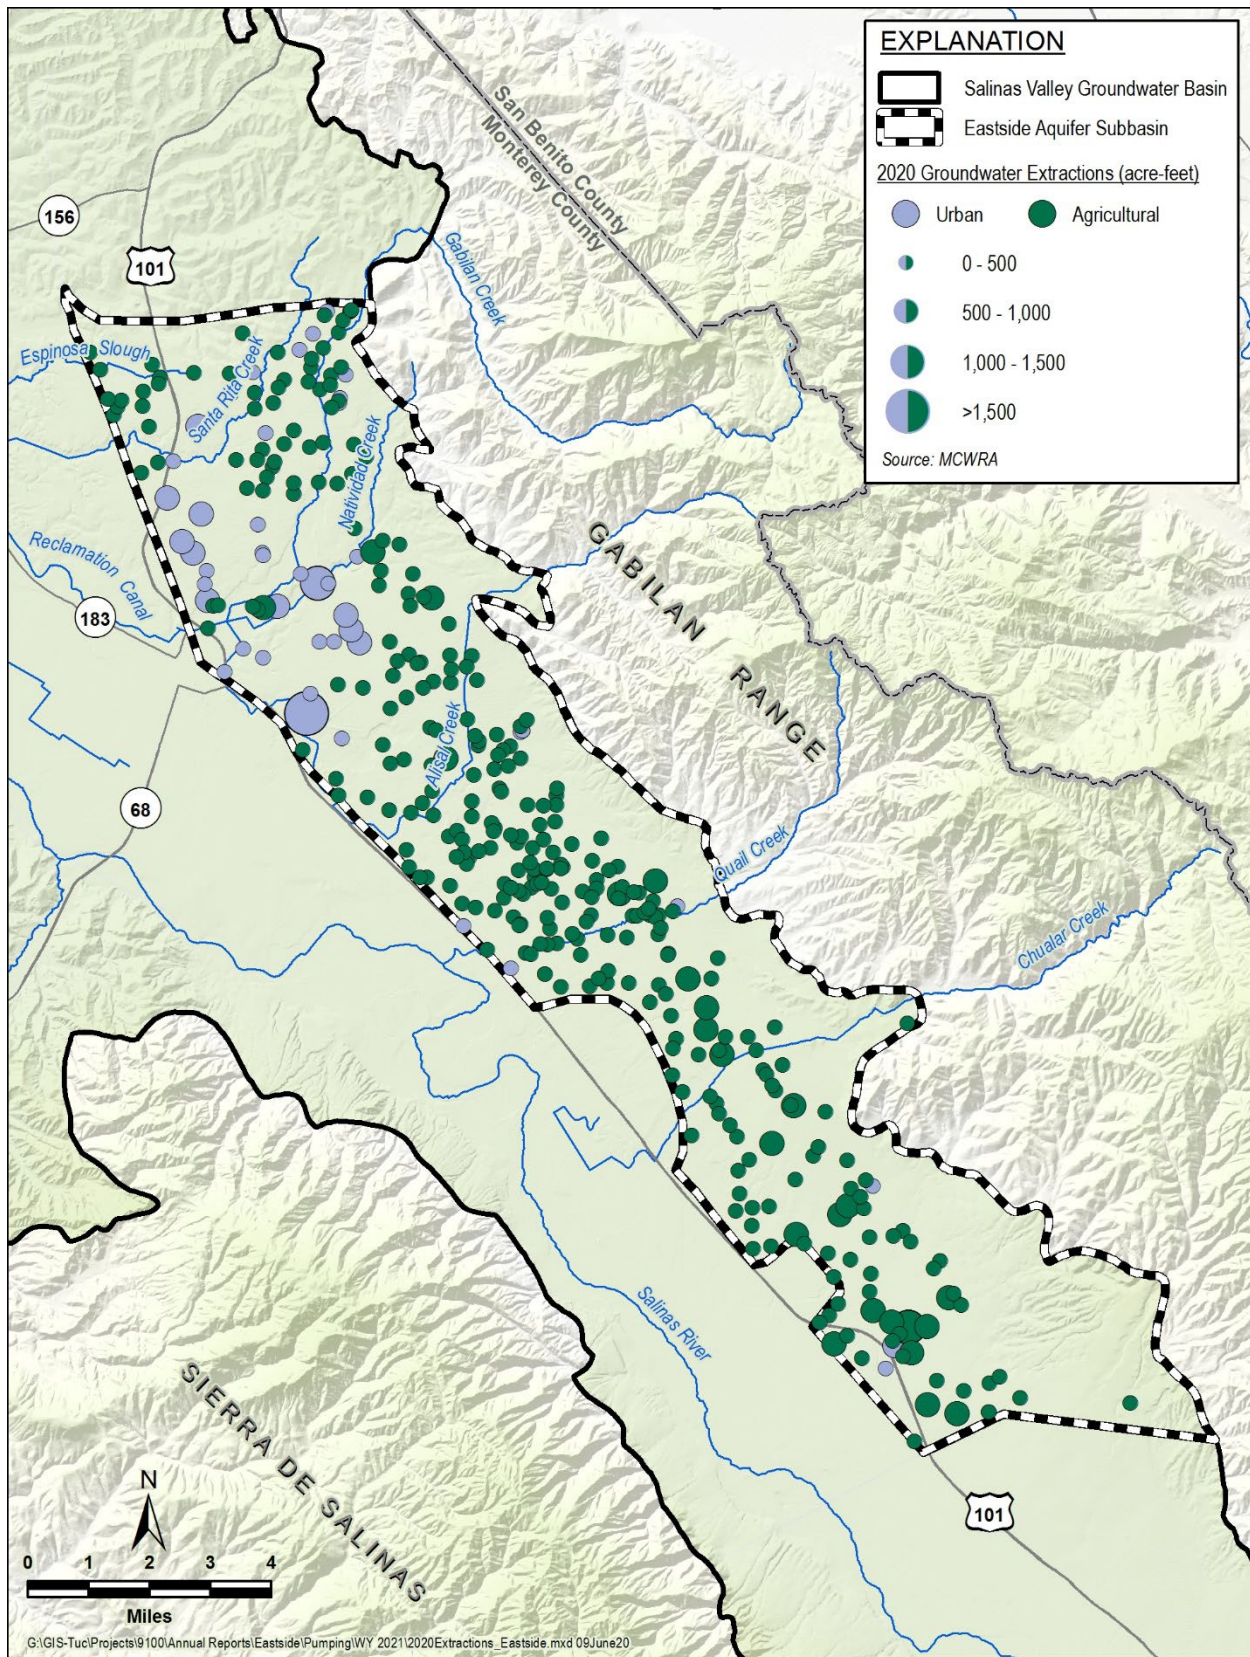 EXPLANATION
Salinas Valley Groundwater Basin
Eastside Aquifer Subbasin
2020 Groundwater Extractions (acre-feet)
Urban
Agricultural
0 - 500
500 - 1,000
1,000 - 1,500
>1,500
Source: MCWRA
San Benito County
Monterey County
156
101
Gabilan Creek
Espinosa Slough
Santa Rita Creek
Natividad Creek
Reclamation Canal
183
GABILAN RANGE
Alisal Creek
68
Quail Creek
Chualar Creek
Salinas River
SIERRA DE SALINAS
101
N
0 1 2 3 4
Miles
G:\GIS-Tuc\Projects\9100\Annual Reports\Eastside\Pumping\WY 2021\2020Extractions_Eastside.mxd 09June20